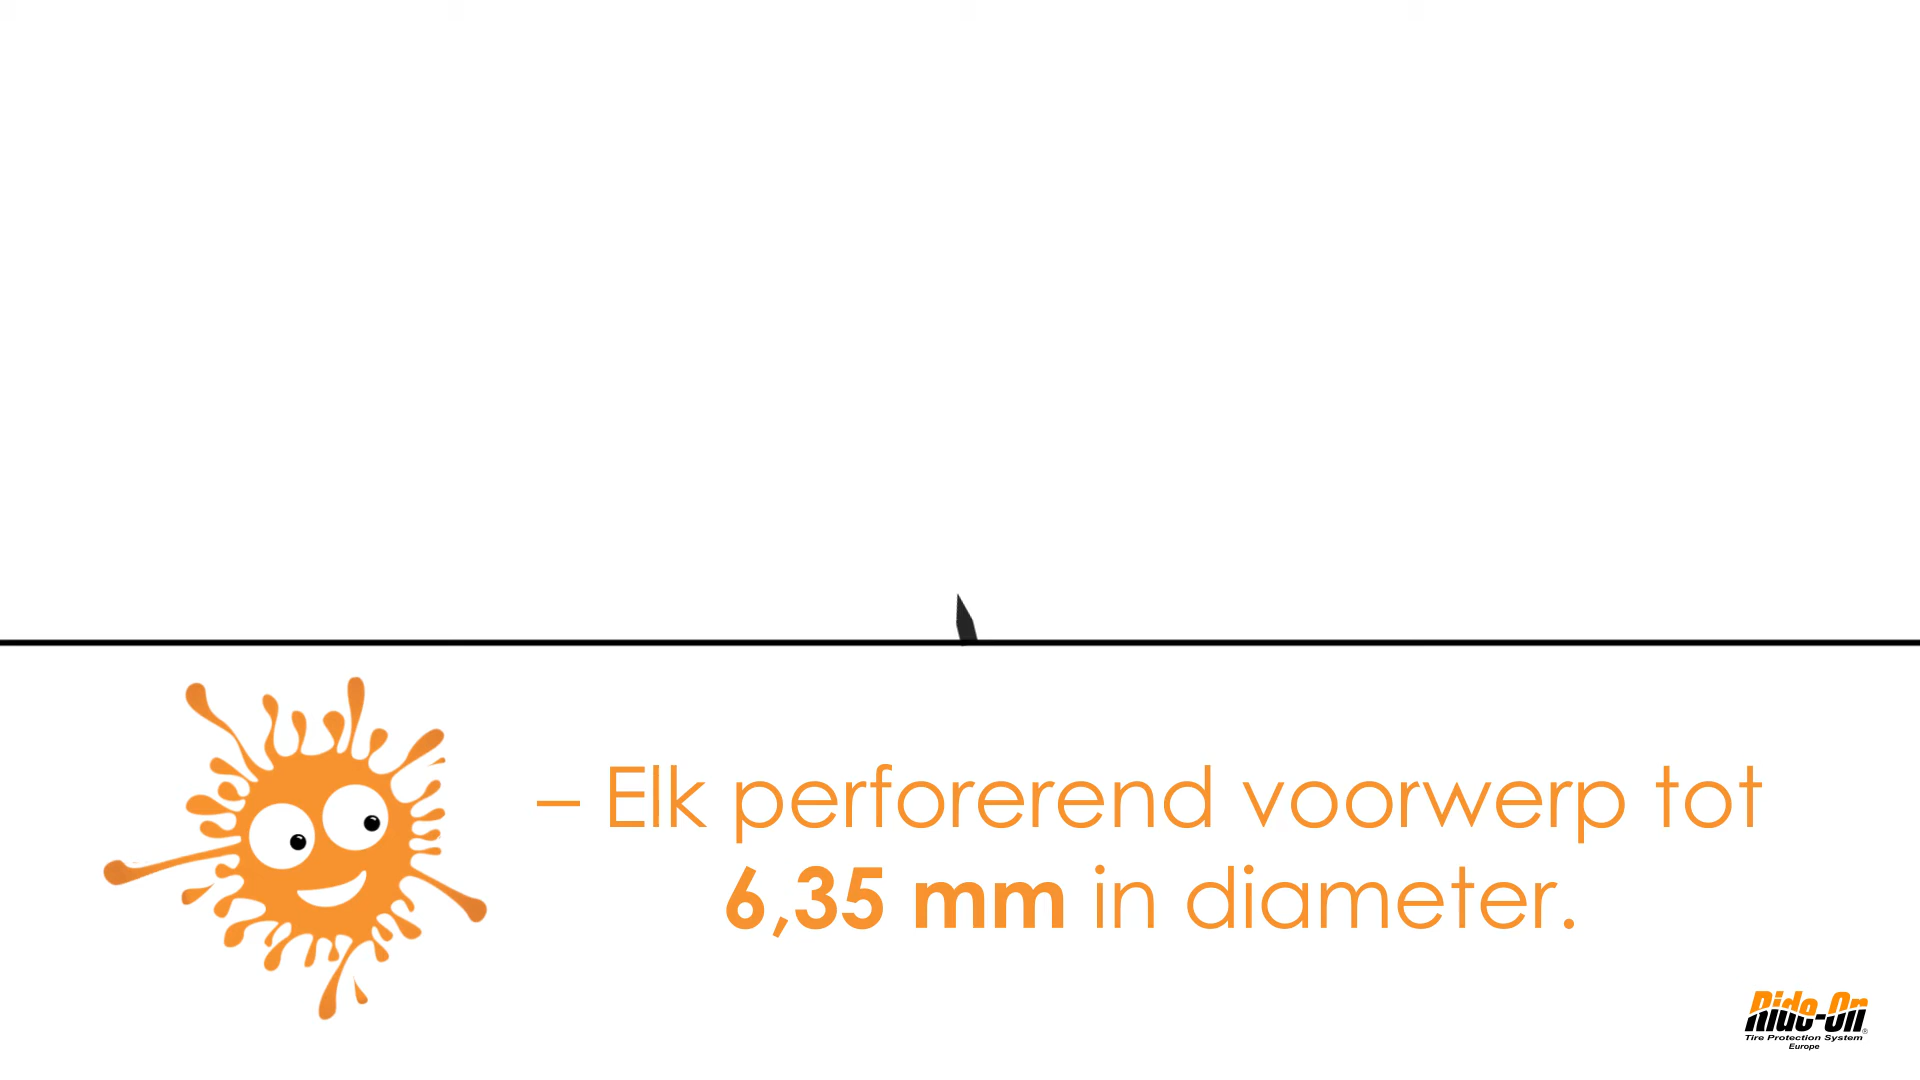 – Elk perforerend voorwerp tot
6,35 mm in diameter.
Ride-On®
Tire Protection System
Europe